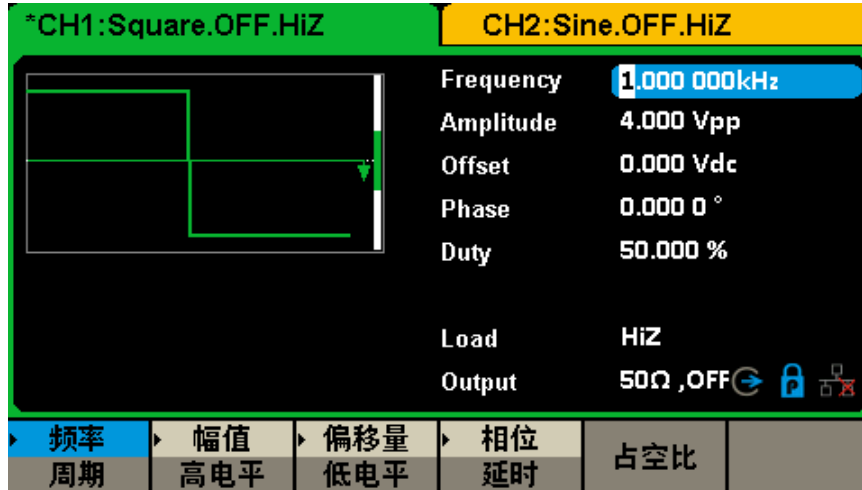 *CH1:Square.OFF.HiZ
CH2:Sine.OFF.HiZ
Frequency 1.000 000kHz
Amplitude 4.000 Vpp
Offset 0.000 Vdc
Phase 0.000 0 °
Duty 50.000 %
Load HiZ
Output 50Ω ,OFF
P
频率 幅值 偏移量 相位 占空比
周期 高电平 低电平 延时